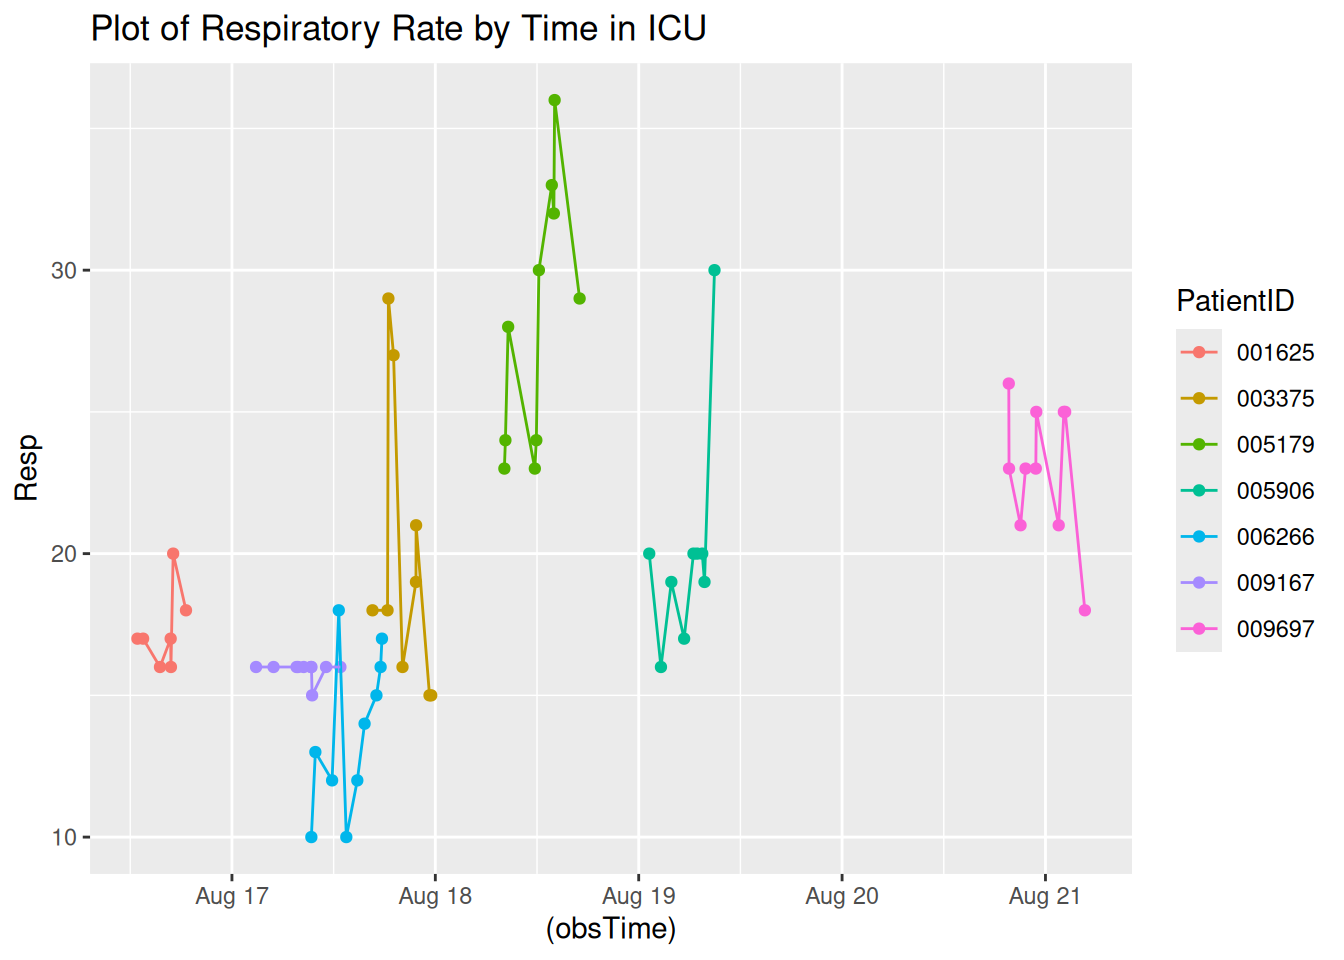 Plot of Respiratory Rate by Time in ICU
Resp
30
20
10
Aug 17 Aug 18 Aug 19 Aug 20 Aug 21
(obsTime)
PatientID
001625
003375
005179
005906
006266
009167
009697